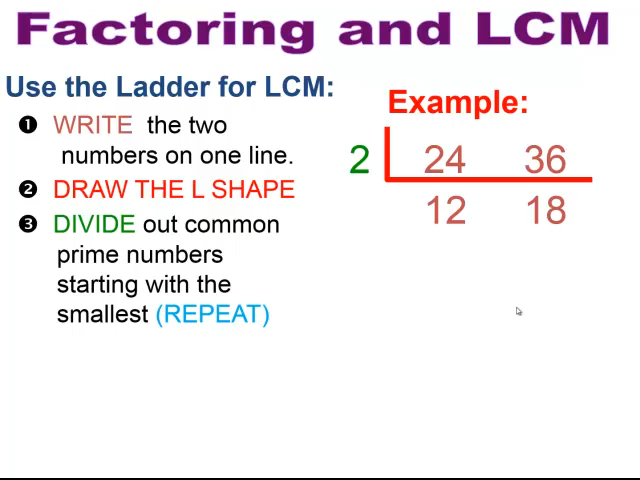 Factoring and LCM
Use the Ladder for LCM:
❶ WRITE the two
numbers on one line.
❷ DRAW THE L SHAPE
❸ DIVIDE out common
prime numbers
starting with the
smallest (REPEAT)
Example:
2 24 36
12 18